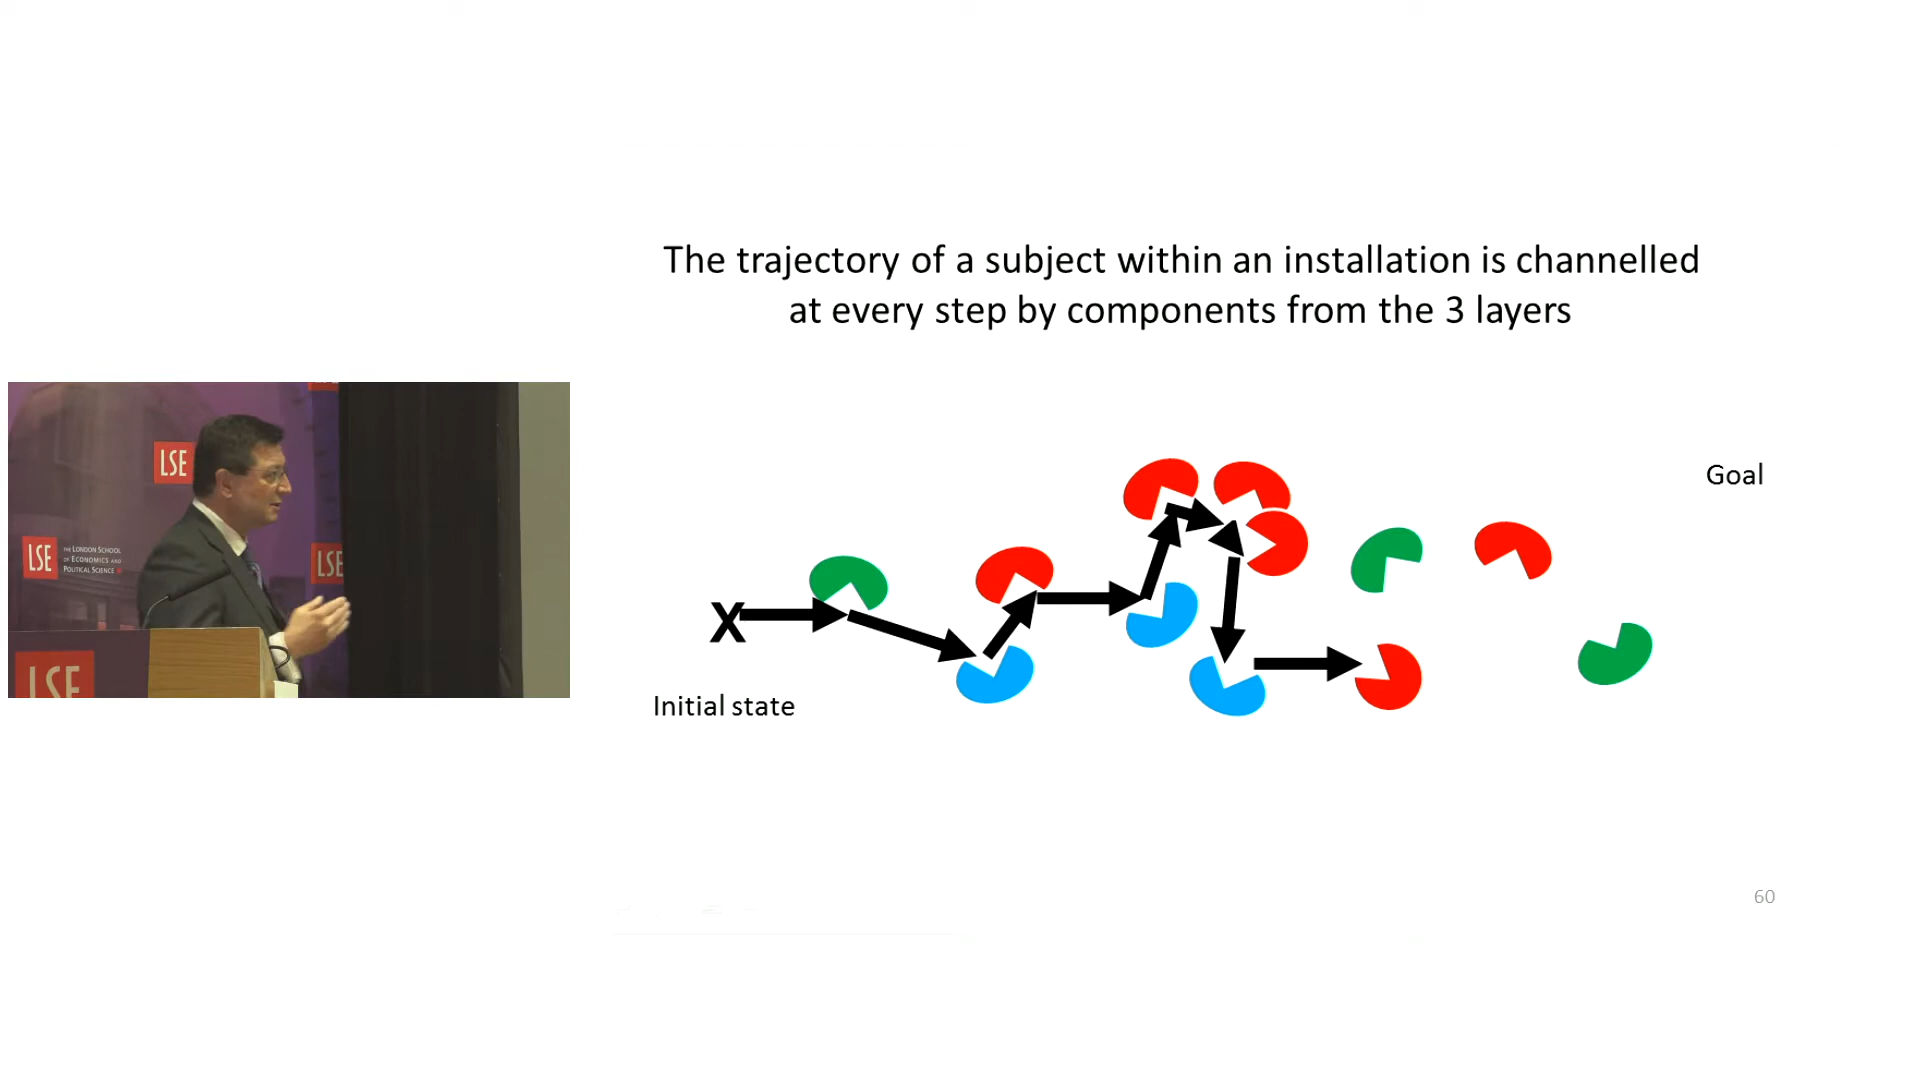 The trajectory of a subject within an installation is channelled
at every step by components from the 3 layers
Goal
LSE
LSE
THE LONDON SCHOOL
OF ECONOMICS AND
POLITICAL SCIENCE
LSE
X
LSE
Initial state
60